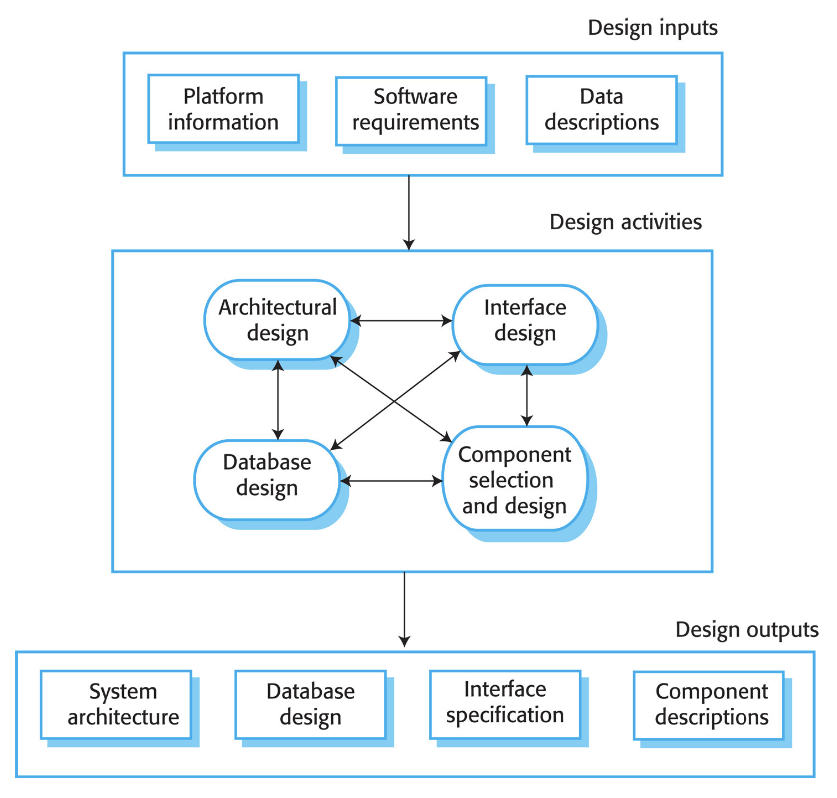 Design inputs
Platform
information
Software
requirements
Data
descriptions
Design activities
Architectural
design
Interface
design
Database
design
Component
selection
and design
Design outputs
System
architecture
Database
design
Interface
specification
Component
descriptions